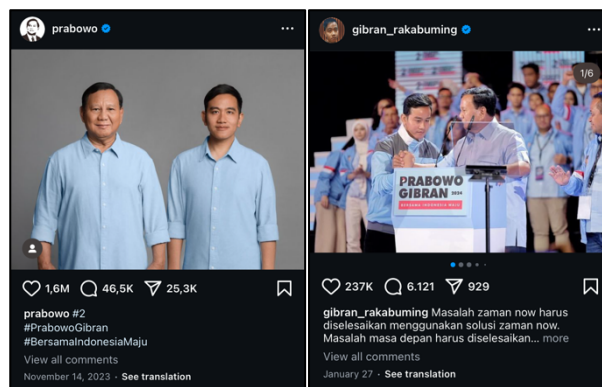 prabowo
1,6M 46,5K 25,3K
prabowo #2
#PrabowoGibran
#BersamaIndonesiaMaju
View all comments
November 14, 2023 · See translation
gibran_rakabuming
1/6
PRABOWO
GIBRAN 2024
BERSAMA INDONESIA MAJU
237K 6.121 929
gibran_rakabuming Masalah zaman now harus
diselesaikan menggunakan solusi zaman now.
Masalah masa depan harus diselesaikan... more
View all comments
January 27 · See translation